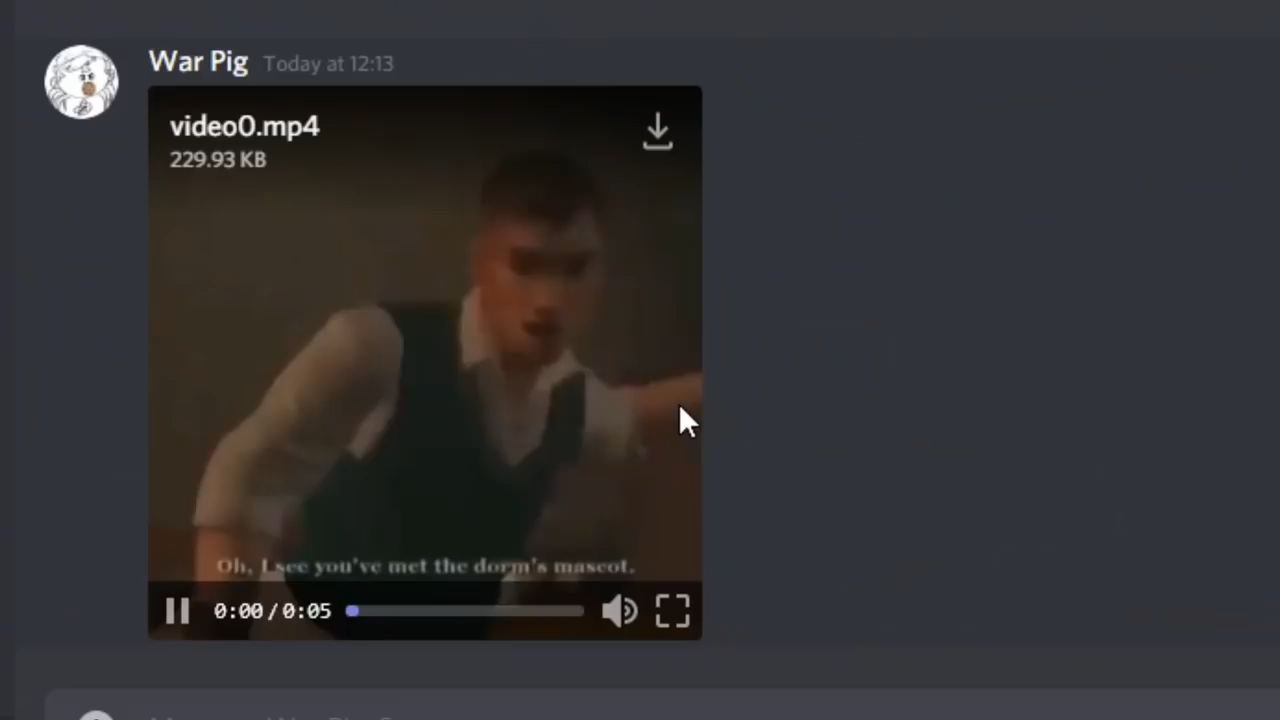 War Pig Today at 12:13
video0.mp4
229.93 KB
Oh, I see you've met the dorm's mascot.
0:00/0:05